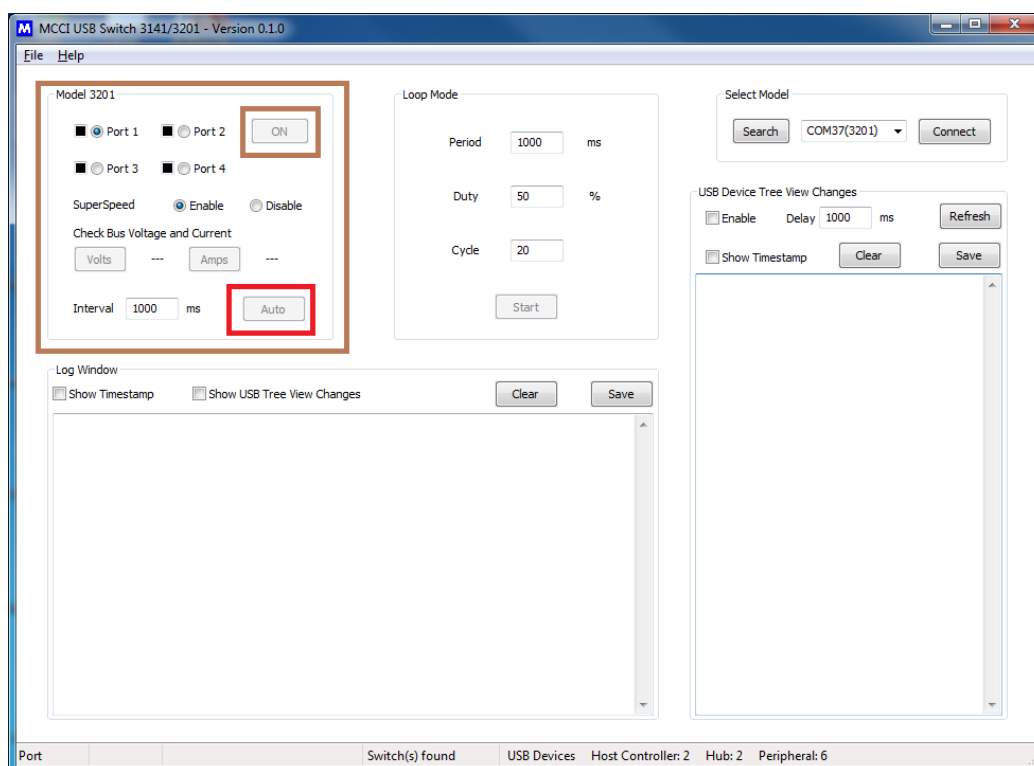 M MCCI USB Switch 3141/3201 - Version 0.1.0
File Help
Model 3201
Port 1 Port 2 ON
Port 3 Port 4
SuperSpeed Enable Disable
Check Bus Voltage and Current
Volts --- Amps ---
Interval 1000 ms Auto
Loop Mode
Period 1000 ms
Duty 50 %
Cycle 20
Start
Select Model
Search COM37(3201) Connect
USB Device Tree View Changes
Enable Delay 1000 ms Refresh
Show Timestamp Clear Save
Log Window
Show Timestamp Show USB Tree View Changes Clear Save
Port Switch(s) found USB Devices Host Controller: 2 Hub: 2 Peripheral: 6